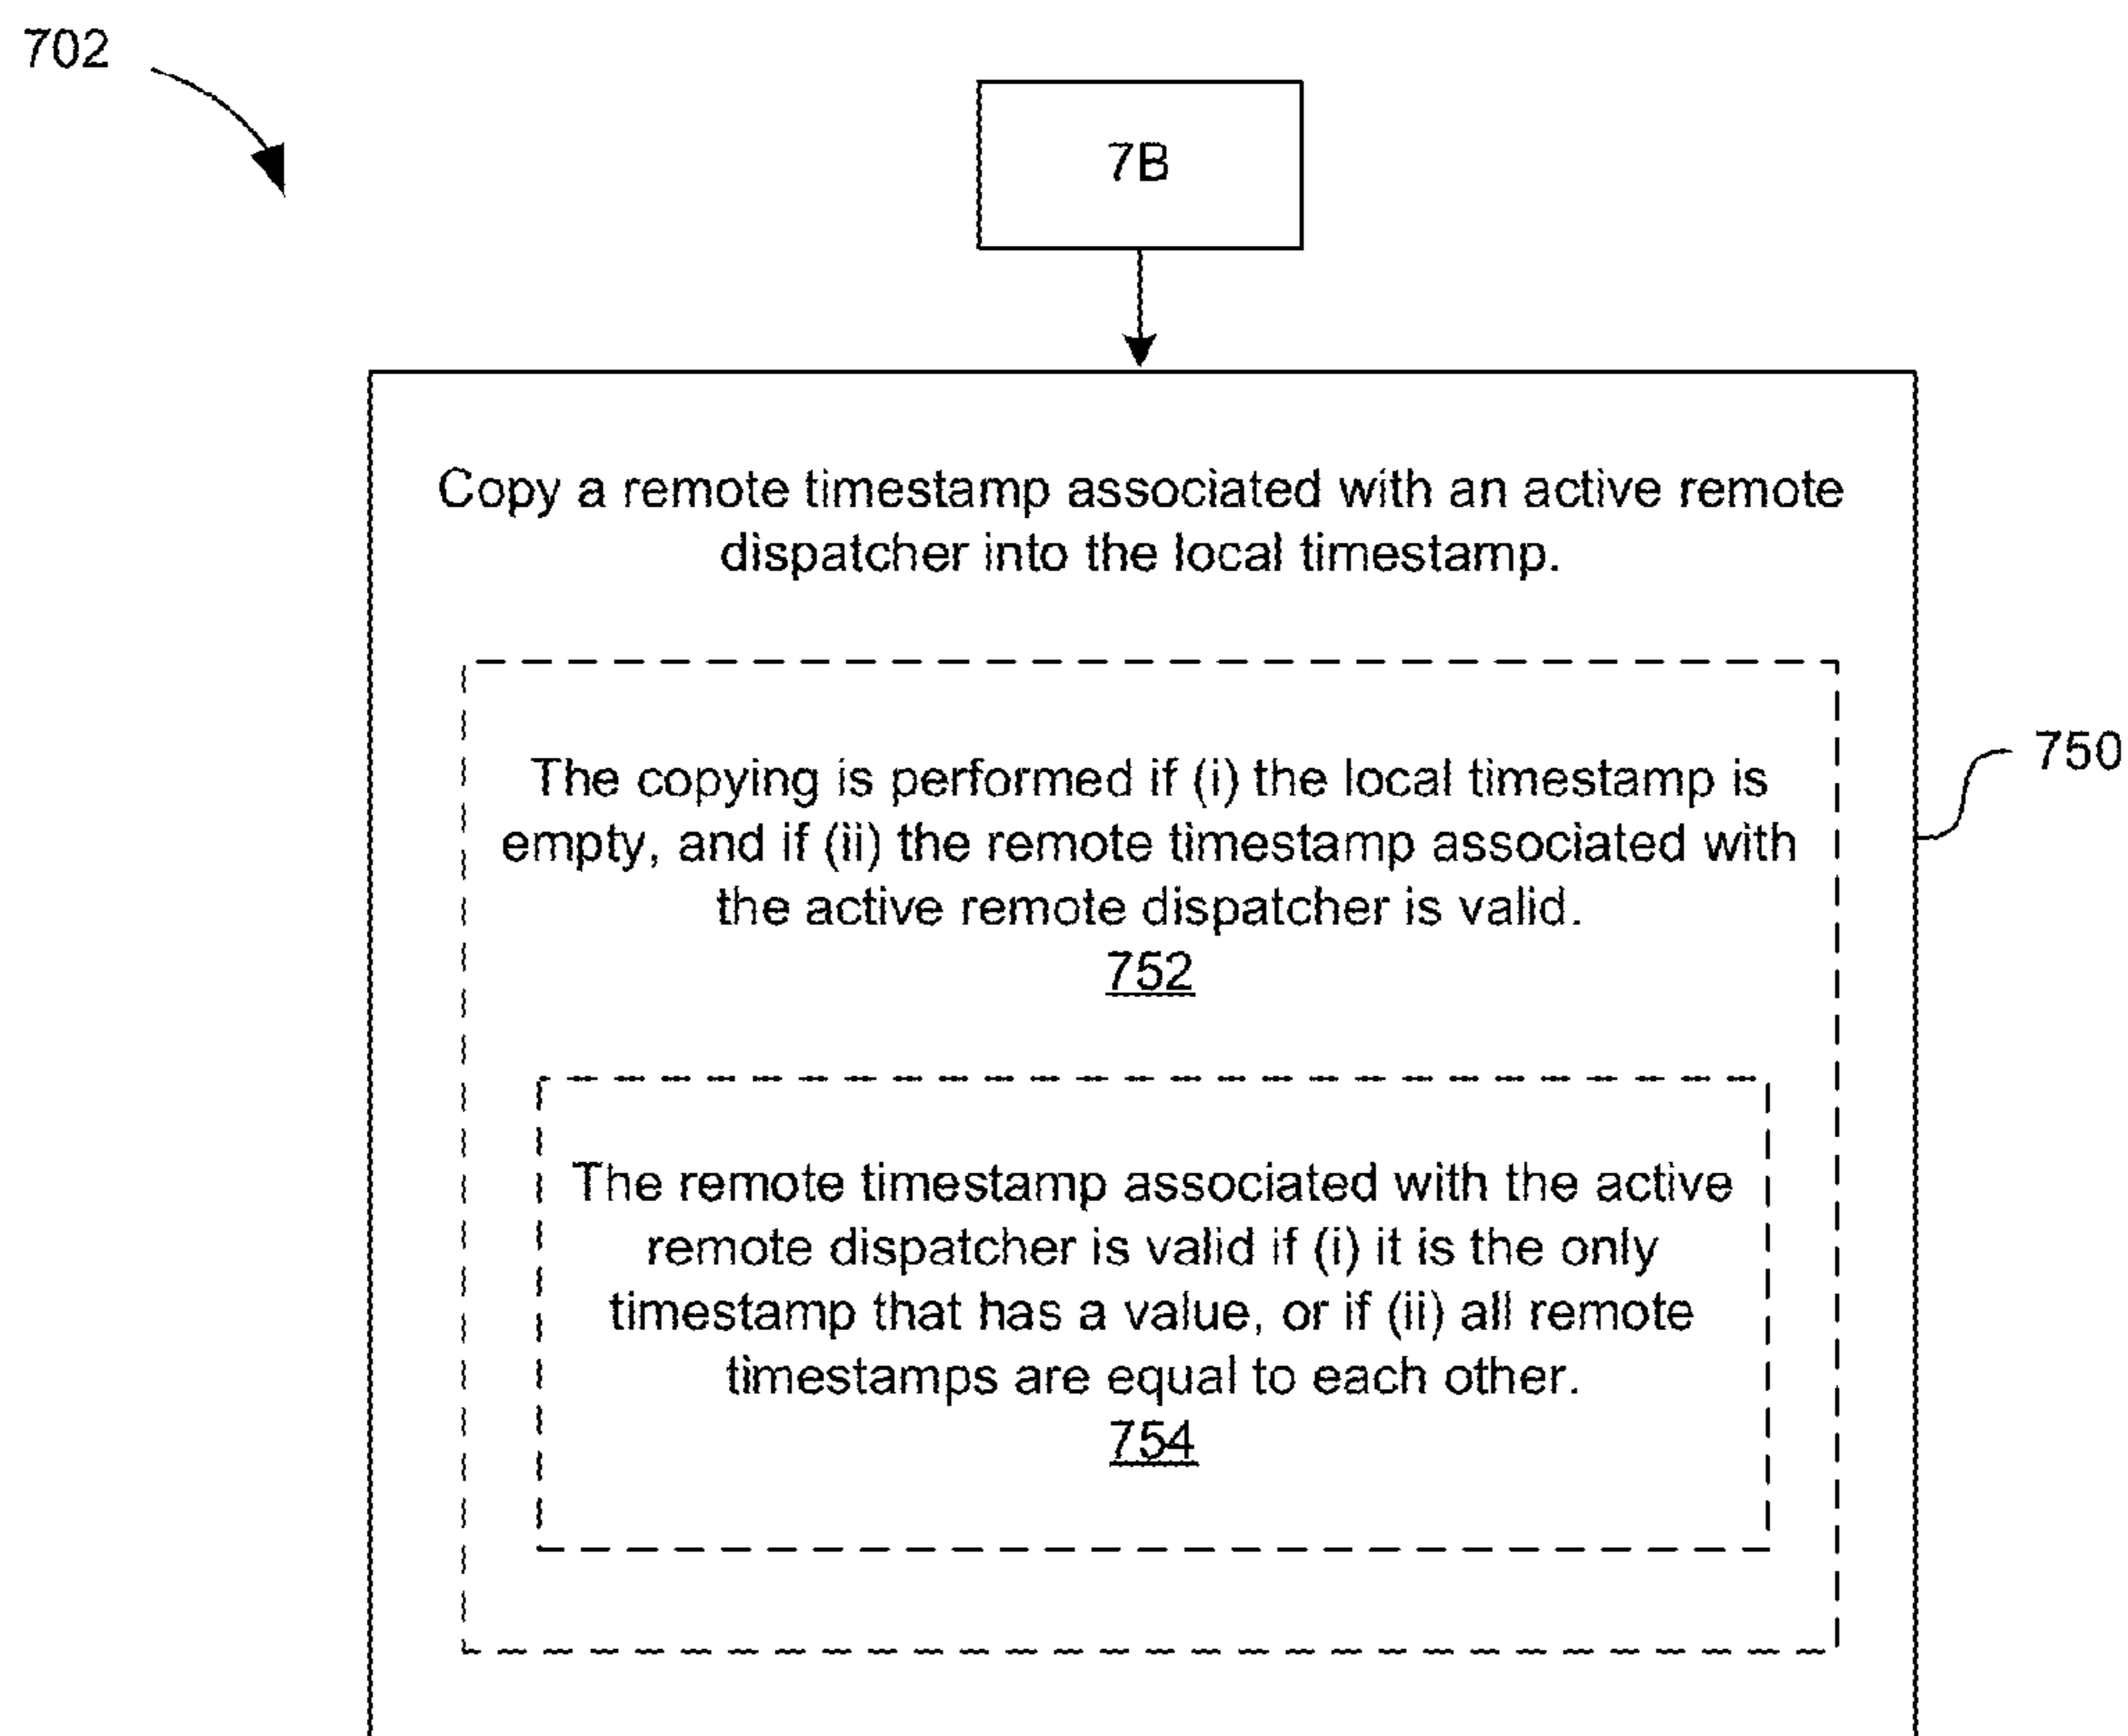 702
7B
Copy a remote timestamp associated with an active remote
dispatcher into the local timestamp.
The copying is performed if (i) the local timestamp is
empty, and if (ii) the remote timestamp associated with
the active remote dispatcher is valid.
752
750
The remote timestamp associated with the active
remote dispatcher is valid if (i) it is the only
timestamp that has a value, or if (ii) all remote
timestamps are equal to each other.
754